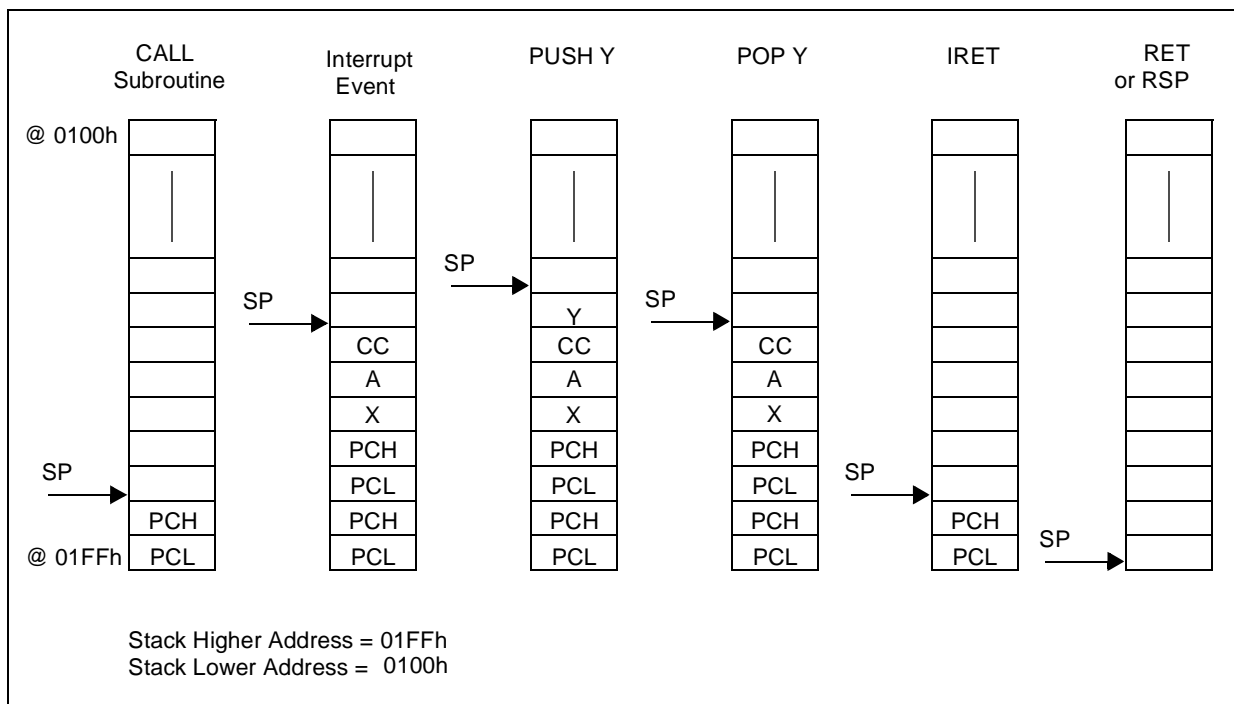 CALL
Subroutine
Interrupt
Event
PUSH Y
POP Y
IRET
RET
or RSP
@ 0100h
SP
PCH
@ 01FFh
PCL
SP
CC
A
X
PCH
PCL
PCH
PCL
SP
Y
CC
A
X
PCH
PCL
PCH
PCL
SP
CC
A
X
PCH
PCL
PCH
PCL
SP
PCH
PCL
SP
Stack Higher Address = 01FFh
Stack Lower Address = 0100h